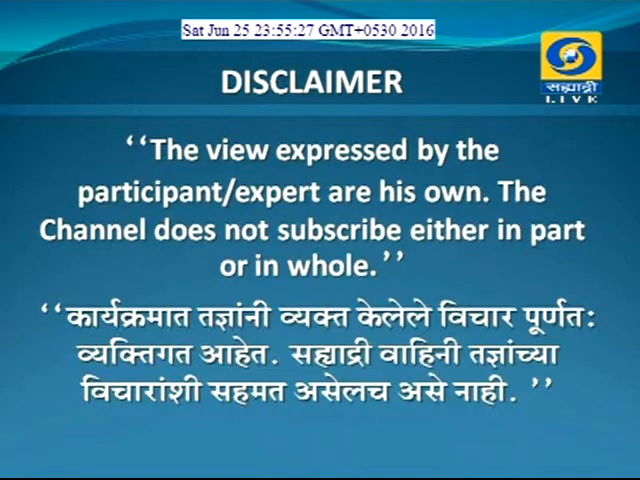 Sat Jun 25 23:55:27 GMT+0530 2016
सह्याद्री
LIVE
DISCLAIMER
‘‘The view expressed by the
participant/expert are his own. The
Channel does not subscribe either in part
or in whole.’’
‘‘कार्यक्रमात तज्ञांनी व्यक्त केलेले विचार पूर्णत:
व्यक्तिगत आहेत. सह्याद्री वाहिनी तज्ञांच्या
विचारांशी सहमत असेलच असे नाही. ’’